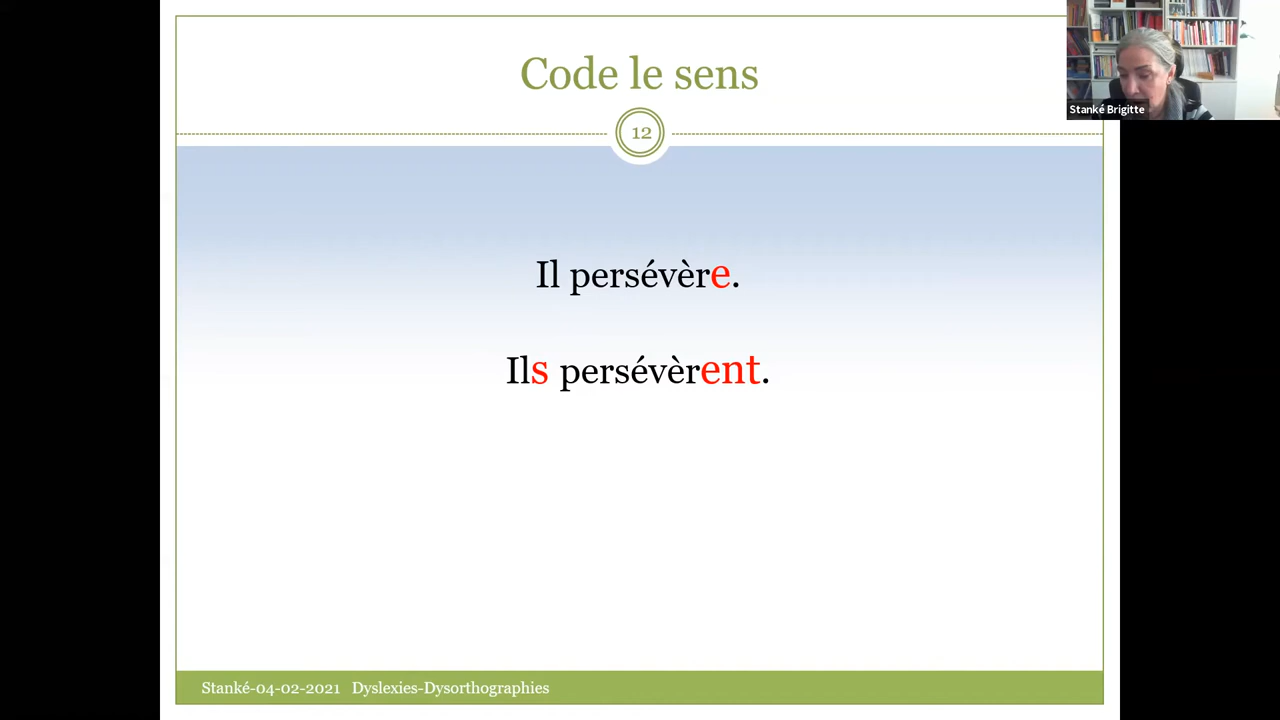 Code le sens
Stanké Brigitte
12
Il persévère.
Ils persévèrent.
Stanké-04-02-2021 Dyslexies-Dysorthographies